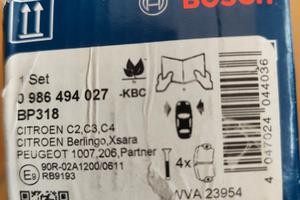 BOSCH
1 Set
0 986 494 027
BP318
-KBC
CITROEN C2,C3,C4
CITROEN Berlingo,Xsara
PEUGEOT 1007,206,Partner
E9
90R-02A1200/0611
RB9193
4x
WVA 23954
4 047024 044036